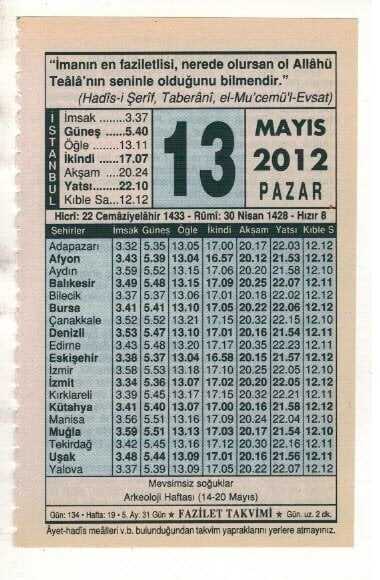 “İmanın en faziletlisi, nerede olursan ol Allâhü
Teâlâ’nın seninle olduğunu bilmendir.”
(Hadîs-i Şerîf, Taberânî, el-Mu’cemü’l-Evsat)
İSTANBUL
İmsak ........3.37
Güneş ......5.40
Öğle .........13.11
İkindi ......17.07
Akşam ....20.24
Yatsı.......22.10
Kıble Sa...12.12
13
MAYIS
2012
PAZAR
Hicrî: 22 Cemâziyelâhir 1433 - Rûmî: 30 Nisan 1428 - Hızır 8
Şehirler İmsak Güneş Öğle İkindi Akşam Yatsı Kıble S
Adapazarı 3.32 5.35 13.05 17.00 20.17 22.03 12.12
Afyon 3.43 5.39 13.04 16.57 20.12 21.53 12.12
Aydın 3.59 5.52 13.15 17.06 20.20 21.58 12.10
Balıkesir 3.49 5.48 13.15 17.09 20.25 22.07 12.11
Bilecik 3.37 5.37 13.06 17.01 20.18 22.02 12.12
Bursa 3.41 5.41 13.10 17.05 20.22 22.06 12.12
Çanakkale 3.52 5.52 13.21 17.15 20.32 22.15 12.10
Denizli 3.53 5.47 13.10 17.01 20.16 21.54 12.11
Edirne 3.43 5.48 13.20 17.17 20.35 22.23 12.11
Eskişehir 3.38 5.37 13.04 16.58 20.15 21.57 12.12
İzmir 3.58 5.53 13.18 17.10 20.25 22.05 12.10
İzmit 3.34 5.36 13.07 17.02 20.20 22.05 12.12
Kırklareli 3.39 5.45 13.17 17.15 20.32 22.21 12.11
Kütahya 3.41 5.40 13.07 17.00 20.16 21.58 12.12
Manisa 3.56 5.51 13.16 17.09 20.24 22.04 12.10
Muğla 3.59 5.51 13.13 17.03 20.17 21.54 12.10
Tekirdağ 3.42 5.45 13.16 17.12 20.30 22.16 12.11
Uşak 3.48 5.44 13.09 17.01 20.16 21.56 12.11
Yalova 3.37 5.39 13.09 17.05 20.22 22.07 12.12
Mevsimsiz soğuklar
Arkeoloji Haftası (14-20 Mayıs)
Gün: 134 • Hafta: 19 • 5. Ay: 31 Gün ★ FAZİLET TAKVİMİ ★ Gün. uz. 2 dk.
Âyet-hadîs meâlleri v.b. bulunduğundan takvim yapraklarını yerlere atmayınız.